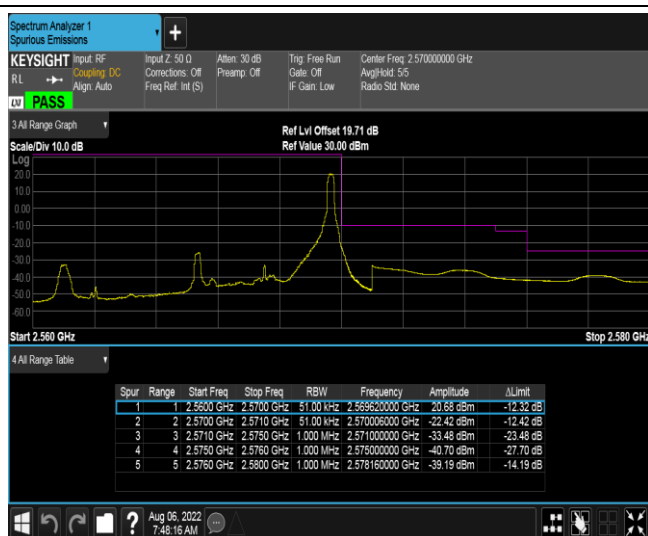 Spectrum Analyzer 1
Spurious Emissions
+
KEYSIGHT Input: RF Input Z: 50 Ω Atten: 30 dB Trig: Free Run Center Freq: 2.570000000 GHz
RL Coupling: DC Corrections: Off Preamp: Off Gate: Off Avg|Hold: 5/5
Align: Auto Freq Ref: Int (S) IF Gain: Low Radio Std: None
LXI PASS
3 All Range Graph
Ref Lvl Offset 19.71 dB
Scale/Div 10.0 dB Ref Value 30.00 dBm
Log
20.0
10.0
0.00
-10.0
-20.0
-30.0
-40.0
-50.0
-60.0
Start 2.560 GHz Stop 2.580 GHz
4 All Range Table
Spur Range Start Freq Stop Freq RBW Frequency Amplitude ΔLimit
1 1 2.5600 GHz 2.5700 GHz 51.00 kHz 2.569620000 GHz 20.68 dBm -12.32 dB
2 2 2.5700 GHz 2.5710 GHz 51.00 kHz 2.570006000 GHz -22.42 dBm -12.42 dB
3 3 2.5710 GHz 2.5750 GHz 1.000 MHz 2.571000000 GHz -33.48 dBm -23.48 dB
4 4 2.5750 GHz 2.5760 GHz 1.000 MHz 2.575000000 GHz -40.70 dBm -27.70 dB
5 5 2.5760 GHz 2.5800 GHz 1.000 MHz 2.578160000 GHz -39.19 dBm -14.19 dB
? Aug 06, 2022
7:48:16 AM